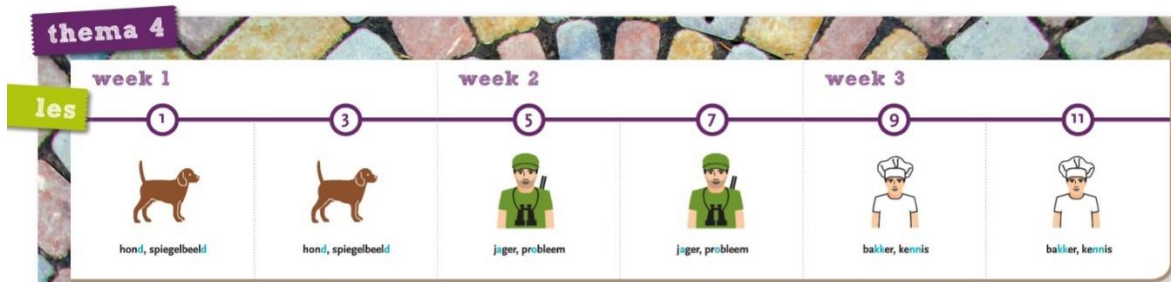 thema 4
week 1 week 2 week 3
les
1 3 5 7 9 11
hond, spiegelbeeld hond, spiegelbeeld jager, probleem jager, probleem bakker, kennis bakker, kennis